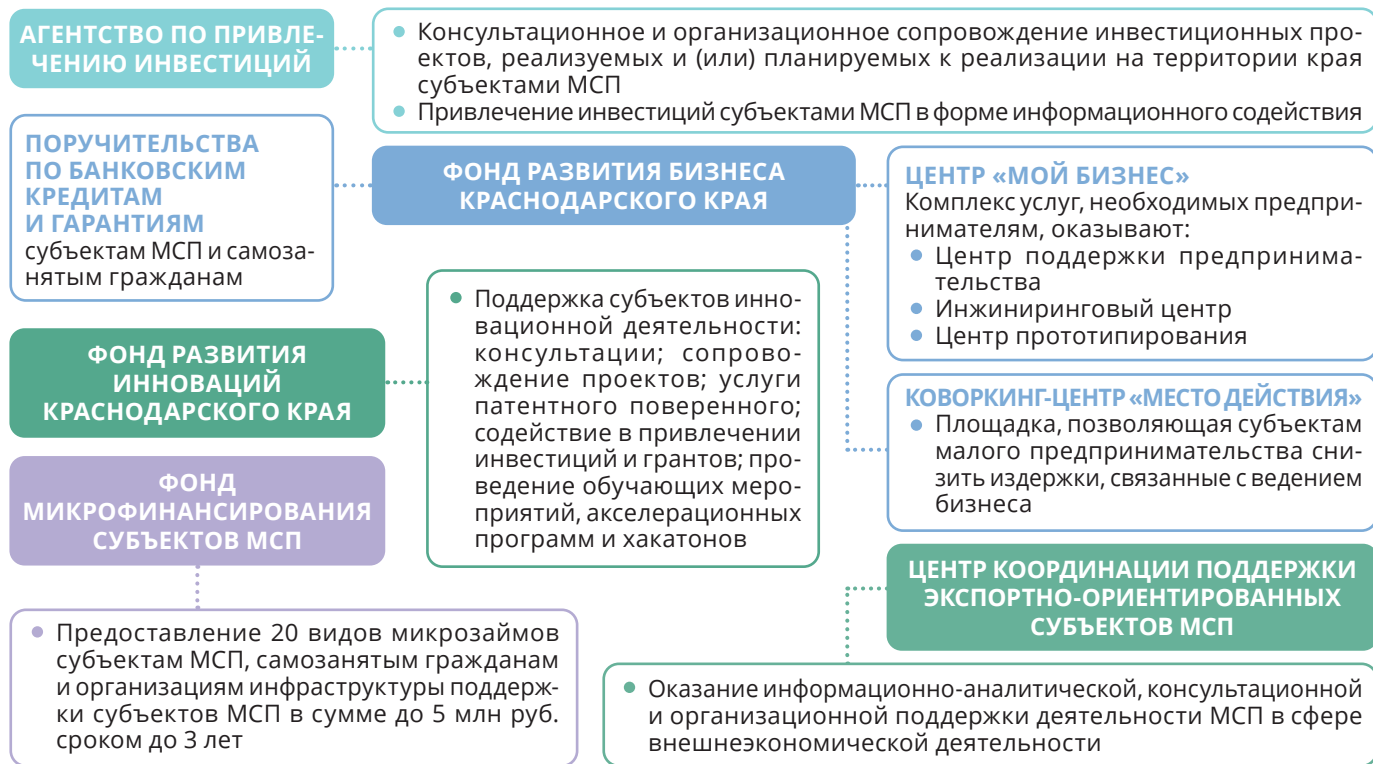 АГЕНТСТВО ПО ПРИВЛЕ-
ЧЕНИЮ ИНВЕСТИЦИЙ
• Консультационное и организационное сопровождение инвестиционных про-
ектов, реализуемых и (или) планируемых к реализации на территории края
субъектами МСП
• Привлечение инвестиций субъектами МСП в форме информационного содействия
ПОРУЧИТЕЛЬСТВА
ПО БАНКОВСКИМ
КРЕДИТАМ
И ГАРАНТИЯМ
субъектам МСП и самоза-
нятым гражданам
ФОНД РАЗВИТИЯ БИЗНЕСА
КРАСНОДАРСКОГО КРАЯ
ЦЕНТР «МОЙ БИЗНЕС»
Комплекс услуг, необходимых предпри-
нимателям, оказывают:
• Центр поддержки предпринима-
тельства
• Инжиниринговый центр
• Центр прототипирования
КОВОРКИНГ-ЦЕНТР «МЕСТО ДЕЙСТВИЯ»
• Площадка, позволяющая субъектам
малого предпринимательства сни-
зить издержки, связанные с ведением
бизнеса
ФОНД РАЗВИТИЯ
ИННОВАЦИЙ
КРАСНОДАРСКОГО КРАЯ
• Поддержка субъектов инно-
вационной деятельности:
консультации; сопрово-
ждение проектов; услуги
патентного поверенного;
содействие в привлечении
инвестиций и грантов; про-
ведение обучающих меро-
приятий, акселерационных
программ и хакатонов
ФОНД
МИКРОФИНАНСИРОВАНИЯ
СУБЪЕКТОВ МСП
• Предоставление 20 видов микрозаймов
субъектам МСП, самозанятым гражданам
и организациям инфраструктуры поддерж-
ки субъектов МСП в сумме до 5 млн руб.
сроком до 3 лет
ЦЕНТР КООРДИНАЦИИ ПОДДЕРЖКИ
ЭКСПОРТНО-ОРИЕНТИРОВАННЫХ
СУБЪЕКТОВ МСП
• Оказание информационно-аналитической, консультационной
и организационной поддержки деятельности МСП в сфере
внешнеэкономической деятельности